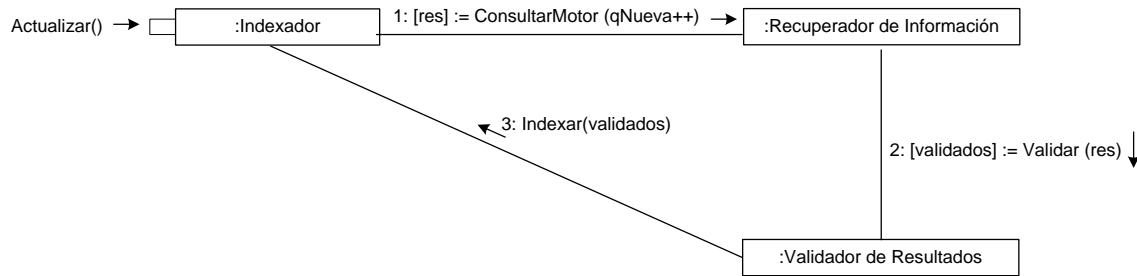 Actualizar()
:Indexador
1: [res] := ConsultarMotor (qNueva++)
:Recuperador de Información
3: Indexar(validados)
2: [validados] := Validar (res)
:Validador de Resultados